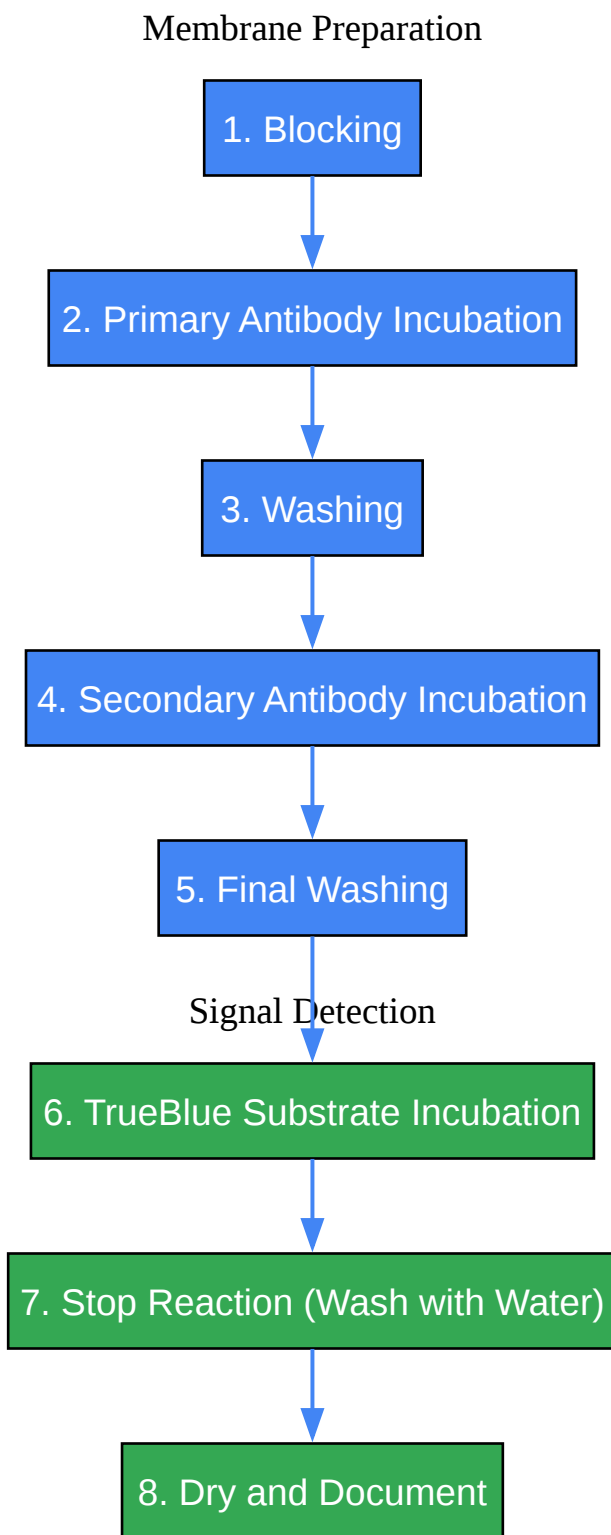 Membrane Preparation
1. Blocking
2. Primary Antibody Incubation
3. Washing
4. Secondary Antibody Incubation
5. Final Washing
Signal Detection
6. TrueBlue Substrate Incubation
7. Stop Reaction (Wash with Water)
8. Dry and Document